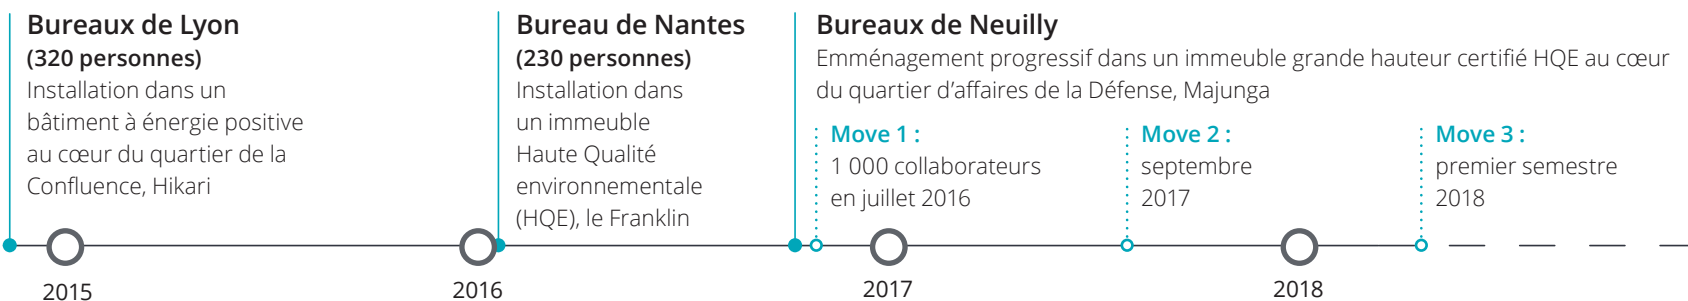 Bureaux de Lyon
(320 personnes)
Installation dans un
bâtiment à énergie positive
au cœur du quartier de la
Confluence, Hikari
Bureau de Nantes
(230 personnes)
Installation dans
un immeuble
Haute Qualité
environnementale
(HQE), le Franklin
Bureaux de Neuilly
Emménagement progressif dans un immeuble grande hauteur certifié HQE au cœur
du quartier d’affaires de la Défense, Majunga
Move 1 :
1 000 collaborateurs
en juillet 2016
Move 2 :
septembre
2017
Move 3 :
premier semestre
2018
2015
2016
2017
2018